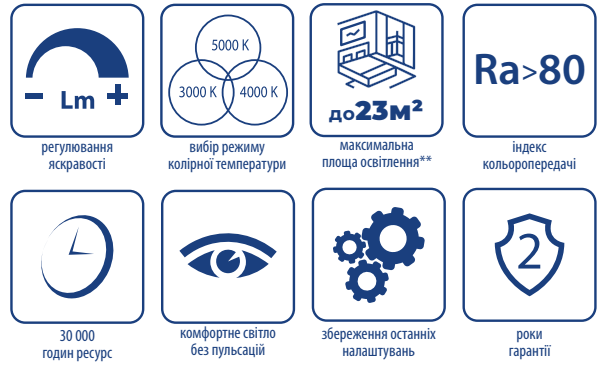 Lm
регулювання
яскравості
5000 K
3000 K
4000 K
вибір режиму
колірної температури
до23м²
максимальна
площа освітлення**
Ra>80
індекс
кольоропередачі
30 000
годин ресурс
комфортне світло
без пульсацій
збереження останніх
налаштувань
2
роки
гарантії